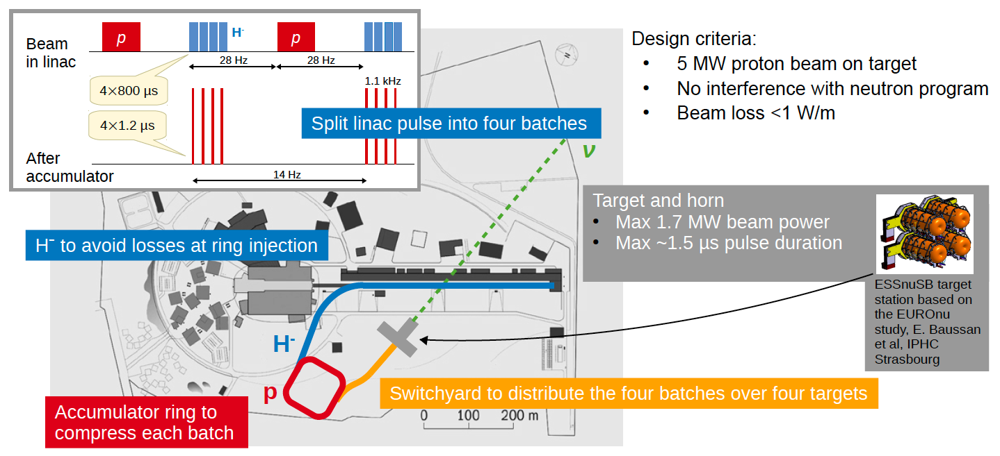 p
H-
p
Beam
in linac
28 Hz
28 Hz
4×800 µs
1.1 kHz
4×1.2 µs
After
accumulator
14 Hz
N
Design criteria:
• 5 MW proton beam on target
• No interference with neutron program
• Beam loss <1 W/m
Split linac pulse into four batches
ν
Target and horn
• Max 1.7 MW beam power
• Max ~1.5 µs pulse duration
H- to avoid losses at ring injection
ESSnuSB target
station based on
the EUROnu
study, E. Baussan
et al, IPHC
Strasbourg
H-
p
Switchyard to distribute the four batches over four targets
Accumulator ring to
compress each batch
0 100 200 m